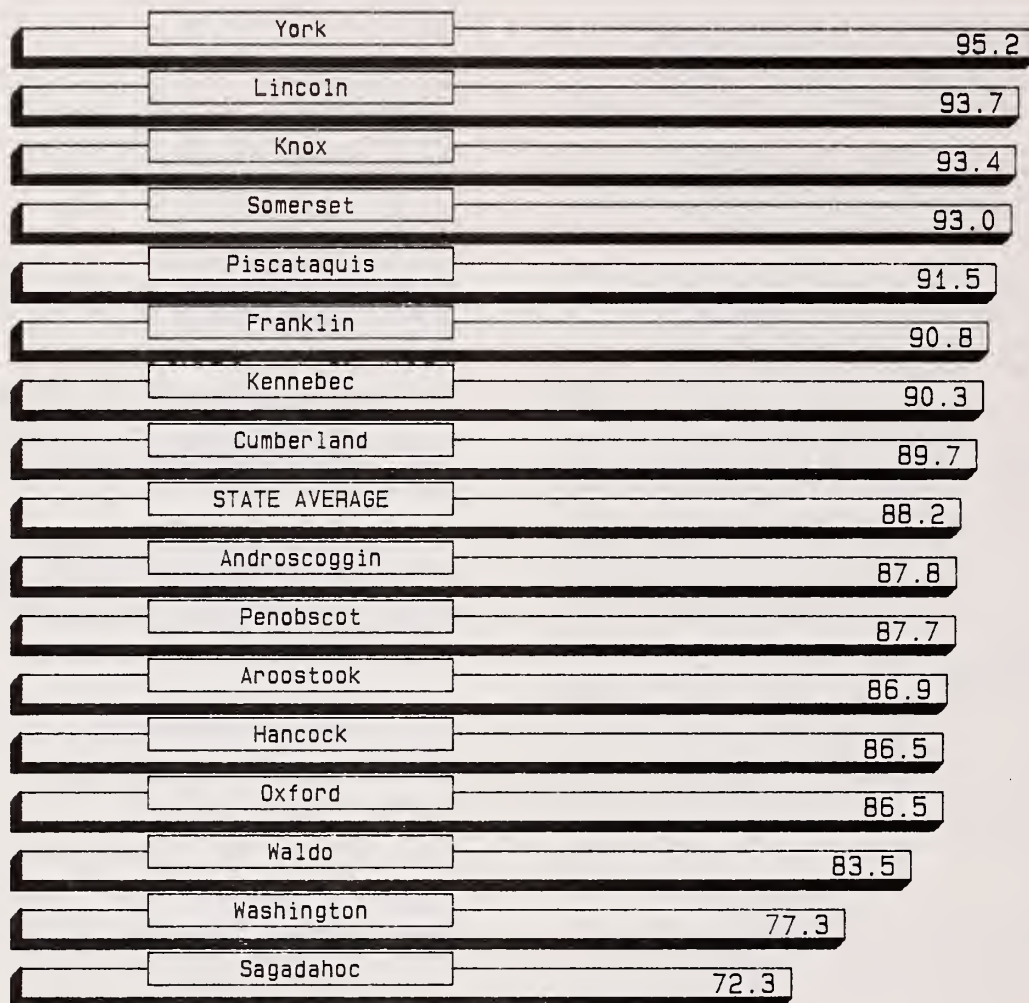 York
95.2
Lincoln
93.7
Knox
93.4
Somerset
93.0
Piscataquis
91.5
Franklin
90.8
Kennebec
90.3
Cumberland
89.7
STATE AVERAGE
88.2
Androscoggin
87.8
Penobscot
87.7
Aroostook
86.9
Hancock
86.5
Oxford
86.5
Waldo
83.5
Washington
77.3
Sagadahoc
72.3